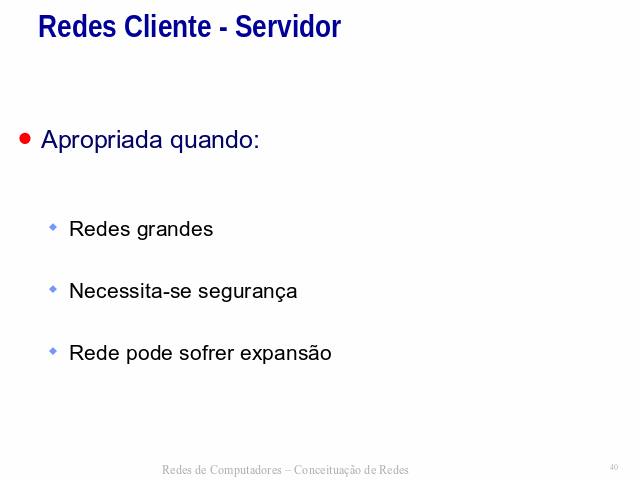 Redes Cliente - Servidor
Apropriada quando:
Redes grandes
Necessita-se segurança
Rede pode sofrer expansão
Redes de Computadores – Conceituação de Redes
40